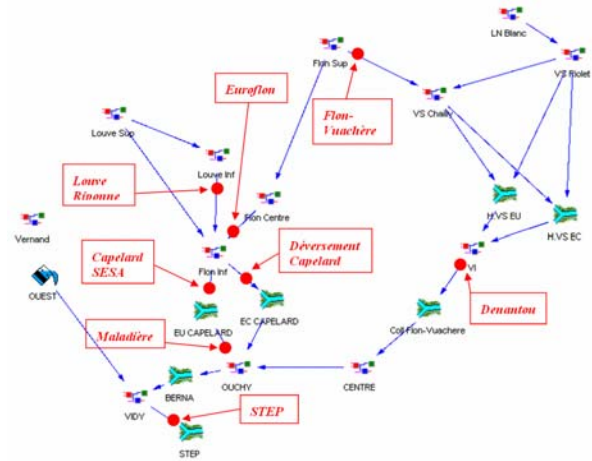 LN Blanc
Flon Sup
Euroflon
Flon-
Vuachère
VS Riolet
VS Chailly
Louve Sup
Louve
Riponne
Louve Inf
Flon Centre
H.VS EU
H.VS EC
Vernand
Capelard
SESA
Flon Inf
Déversement
Capelard
VI
OUEST
EU CAPELARD
EC CAPELARD
Denantou
Coll Flon-Vuachere
Maladière
BERNA
OUCHY
CENTRE
VIDY
STEP
STEP